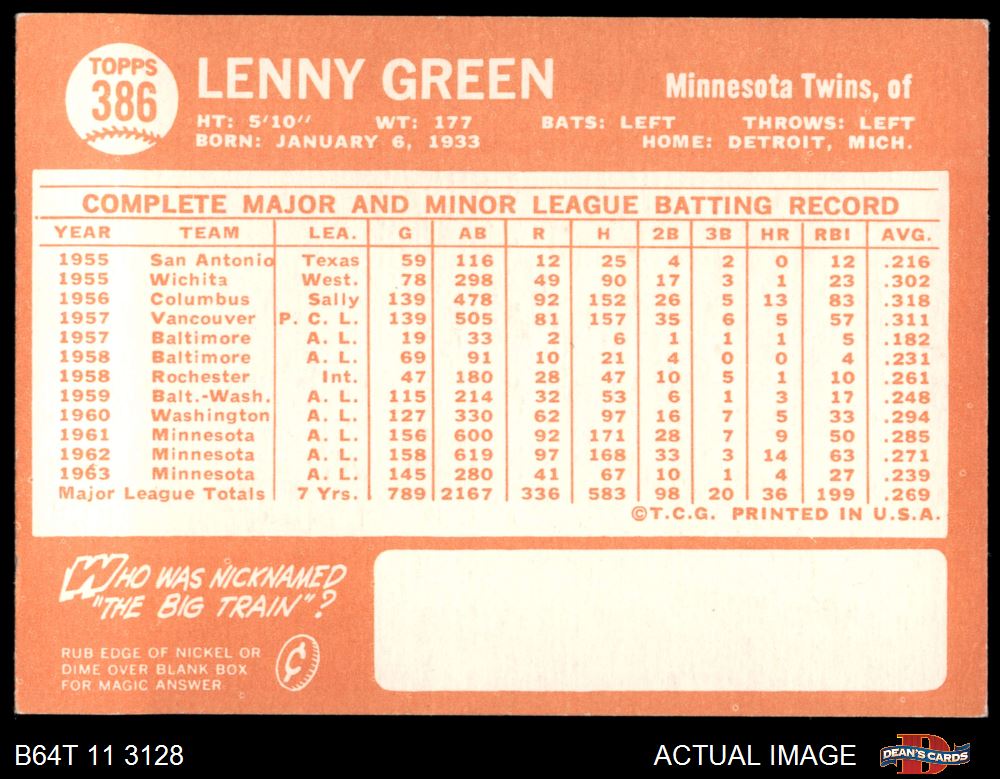 TOPPS
386
LENNY GREEN
Minnesota Twins, of
HT: 5'10" WT: 177 BATS: LEFT THROWS: LEFT
BORN: JANUARY 6, 1933 HOME: DETROIT, MICH.
COMPLETE MAJOR AND MINOR LEAGUE BATTING RECORD
YEAR TEAM LEA. G AB R H 2B 3B HR RBI AVG.
1955 San Antonio Texas 59 116 12 25 4 2 0 12 .216
1955 Wichita West. 78 298 49 90 17 3 1 23 .302
1956 Columbus Sally 139 478 92 152 26 5 13 83 .318
1957 Vancouver P. C. L. 139 505 81 157 35 6 5 57 .311
1957 Baltimore A. L. 19 33 2 6 1 1 1 5 .182
1958 Baltimore A. L. 69 91 10 21 4 0 0 4 .231
1958 Rochester Int. 47 180 28 47 10 5 1 10 .261
1959 Balt.-Wash. A. L. 115 214 32 53 6 1 3 17 .248
1960 Washington A. L. 127 330 62 97 16 7 5 33 .294
1961 Minnesota A. L. 156 600 92 171 28 7 9 50 .285
1962 Minnesota A. L. 158 619 97 168 33 3 14 63 .271
1963 Minnesota A. L. 145 280 41 67 10 1 4 27 .239
Major League Totals 7 Yrs. 789 2167 336 583 98 20 36 199 .269
©T.C.G. PRINTED IN U.S.A.
WHO WAS NICKNAMED
"THE BIG TRAIN"?
RUB EDGE OF NICKEL OR
DIME OVER BLANK BOX
FOR MAGIC ANSWER
¢
B64T 11 3128
ACTUAL IMAGE
DEAN'S CARDS